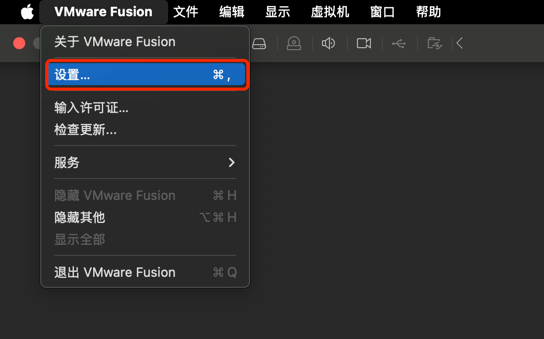 VMware Fusion 文件 编辑 显示 虚拟机 窗口 帮助
关于 VMware Fusion
设置... ⌘ ,
输入许可证...
检查更新...
服务
隐藏 VMware Fusion ⌘ H
隐藏其他 ⌥⌘ H
显示全部
退出 VMware Fusion ⌘ Q